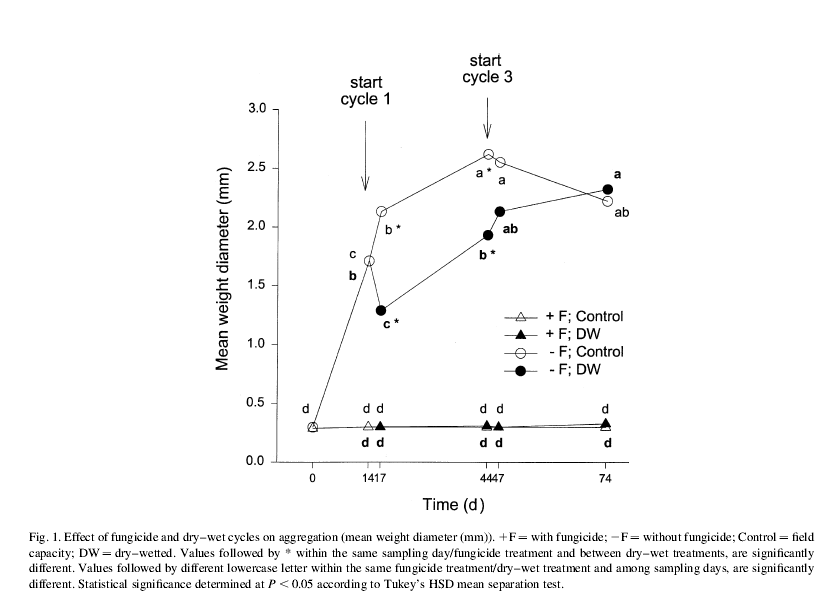 start
cycle 1
start
cycle 3
3.0
2.5
2.0
1.5
1.0
0.5
0.0
Mean weight diameter (mm)
a *
a
a
ab
b *
ab
c
b
b *
c *
+ F; Control
+ F; DW
- F; Control
- F; DW
d
d d
d d
d
d d
d d
d
0
1417
4447
74
Time (d)
Fig. 1. Effect of fungicide and dry–wet cycles on aggregation (mean weight diameter (mm)). +F = with fungicide; −F = without fungicide; Control = field
capacity; DW = dry–wetted. Values followed by * within the same sampling day/fungicide treatment and between dry–wet treatments, are significantly
different. Values followed by different lowercase letter within the same fungicide treatment/dry–wet treatment and among sampling days, are significantly
different. Statistical significance determined at P < 0.05 according to Tukey's HSD mean separation test.